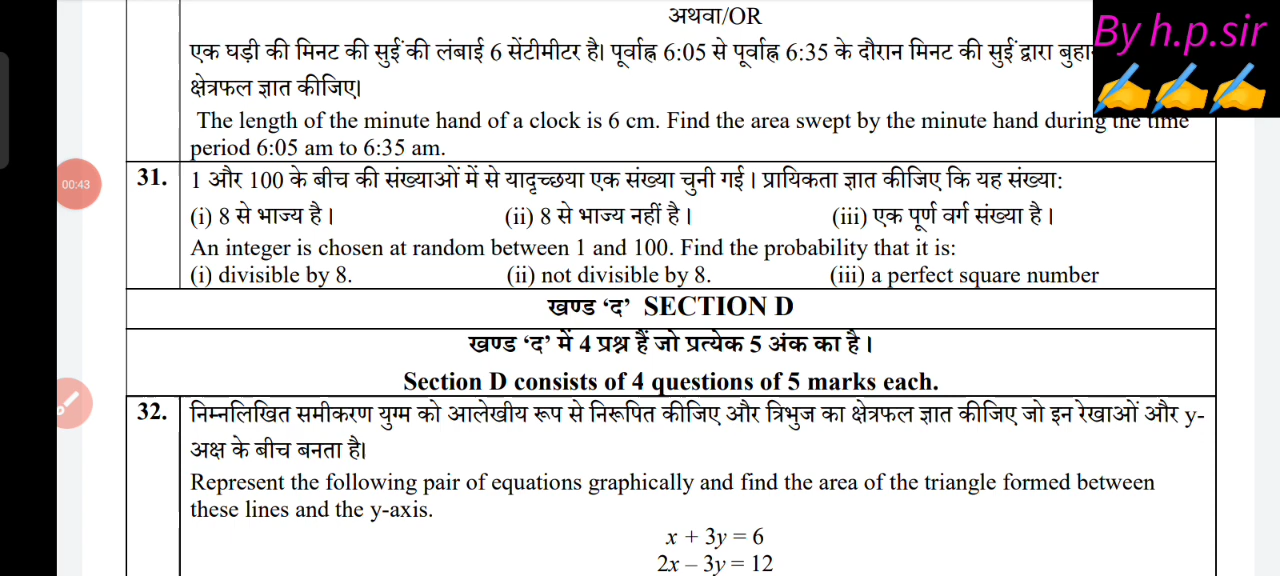 अथवा/OR
By h.p.sir
एक घड़ी की मिनट की सुई की लंबाई 6 सेंटीमीटर है। पूर्वाह्न 6:05 से पूर्वाह्न 6:35 के दौरान मिनट की सुई द्वारा
क्षेत्रफल ज्ञात कीजिए।
The length of the minute hand of a clock is 6 cm. Find the area swept by the minute hand during the time
period 6:05 am to 6:35 am.
00:43
31. 1 और 100 के बीच की संख्याओं में से यादृच्छया एक संख्या चुनी गई। प्रायिकता ज्ञात कीजिए कि यह संख्या:
(i) 8 से भाज्य है। (ii) 8 से भाज्य नहीं है। (iii) एक पूर्ण वर्ग संख्या है।
An integer is chosen at random between 1 and 100. Find the probability that it is:
(i) divisible by 8. (ii) not divisible by 8. (iii) a perfect square number
खण्ड ‘द’ SECTION D
खण्ड ‘द’ में 4 प्रश्न हैं जो प्रत्येक 5 अंक का है।
Section D consists of 4 questions of 5 marks each.
32. निम्नलिखित समीकरण युग्म को आलेखीय रूप से निरूपित कीजिए और त्रिभुज का क्षेत्रफल ज्ञात कीजिए जो इन रेखाओं और y-
अक्ष के बीच बनता है।
Represent the following pair of equations graphically and find the area of the triangle formed between
these lines and the y-axis.
x + 3y = 6
2x – 3y = 12